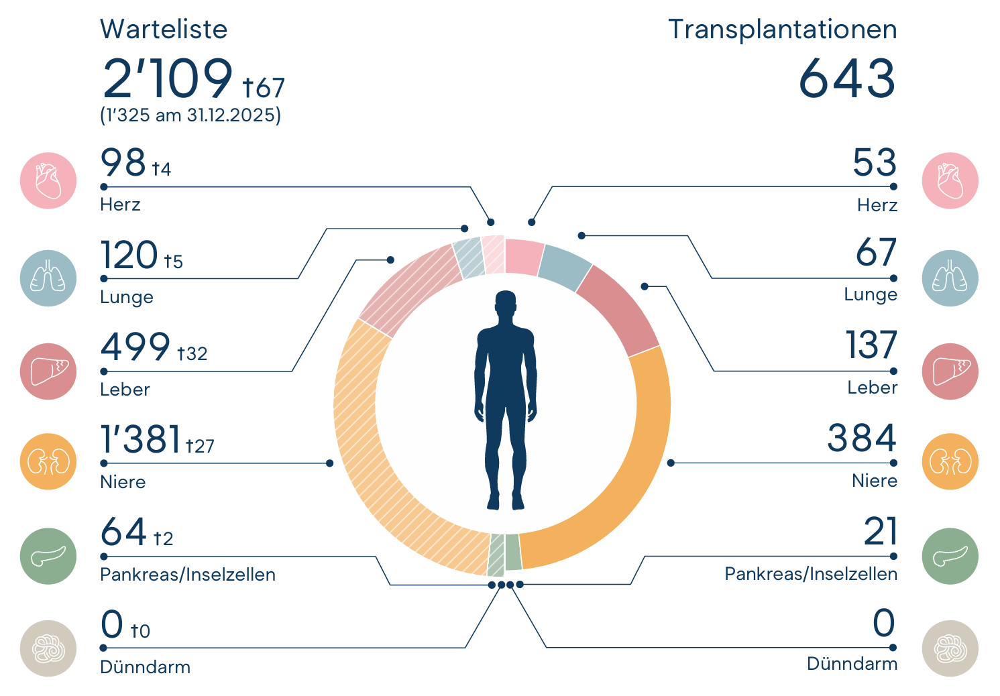 Warteliste
2’109 †67
(1’325 am 31.12.2025)
98 †4
Herz
120 †5
Lunge
499 †32
Leber
1’381 †27
Niere
64 †2
Pankreas/Inselzellen
0 †0
Dünndarm
Transplantationen
643
53
Herz
67
Lunge
137
Leber
384
Niere
21
Pankreas/Inselzellen
0
Dünndarm